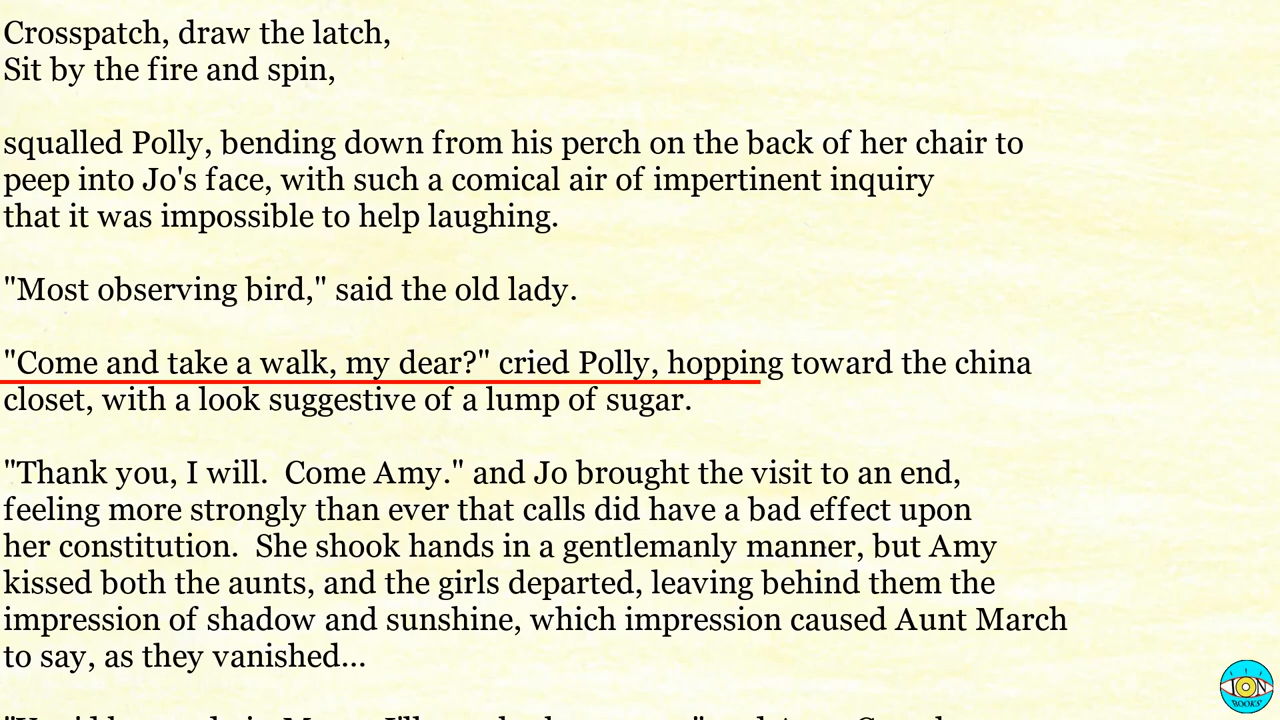 Crosspatch, draw the latch,
Sit by the fire and spin,
squalled Polly, bending down from his perch on the back of her chair to
peep into Jo's face, with such a comical air of impertinent inquiry
that it was impossible to help laughing.
"Most observing bird," said the old lady.
"Come and take a walk, my dear?" cried Polly, hopping toward the china
closet, with a look suggestive of a lump of sugar.
"Thank you, I will.  Come Amy." and Jo brought the visit to an end,
feeling more strongly than ever that calls did have a bad effect upon
her constitution.  She shook hands in a gentlemanly manner, but Amy
kissed both the aunts, and the girls departed, leaving behind them the
impression of shadow and sunshine, which impression caused Aunt March
to say, as they vanished...
ION
BOOKS